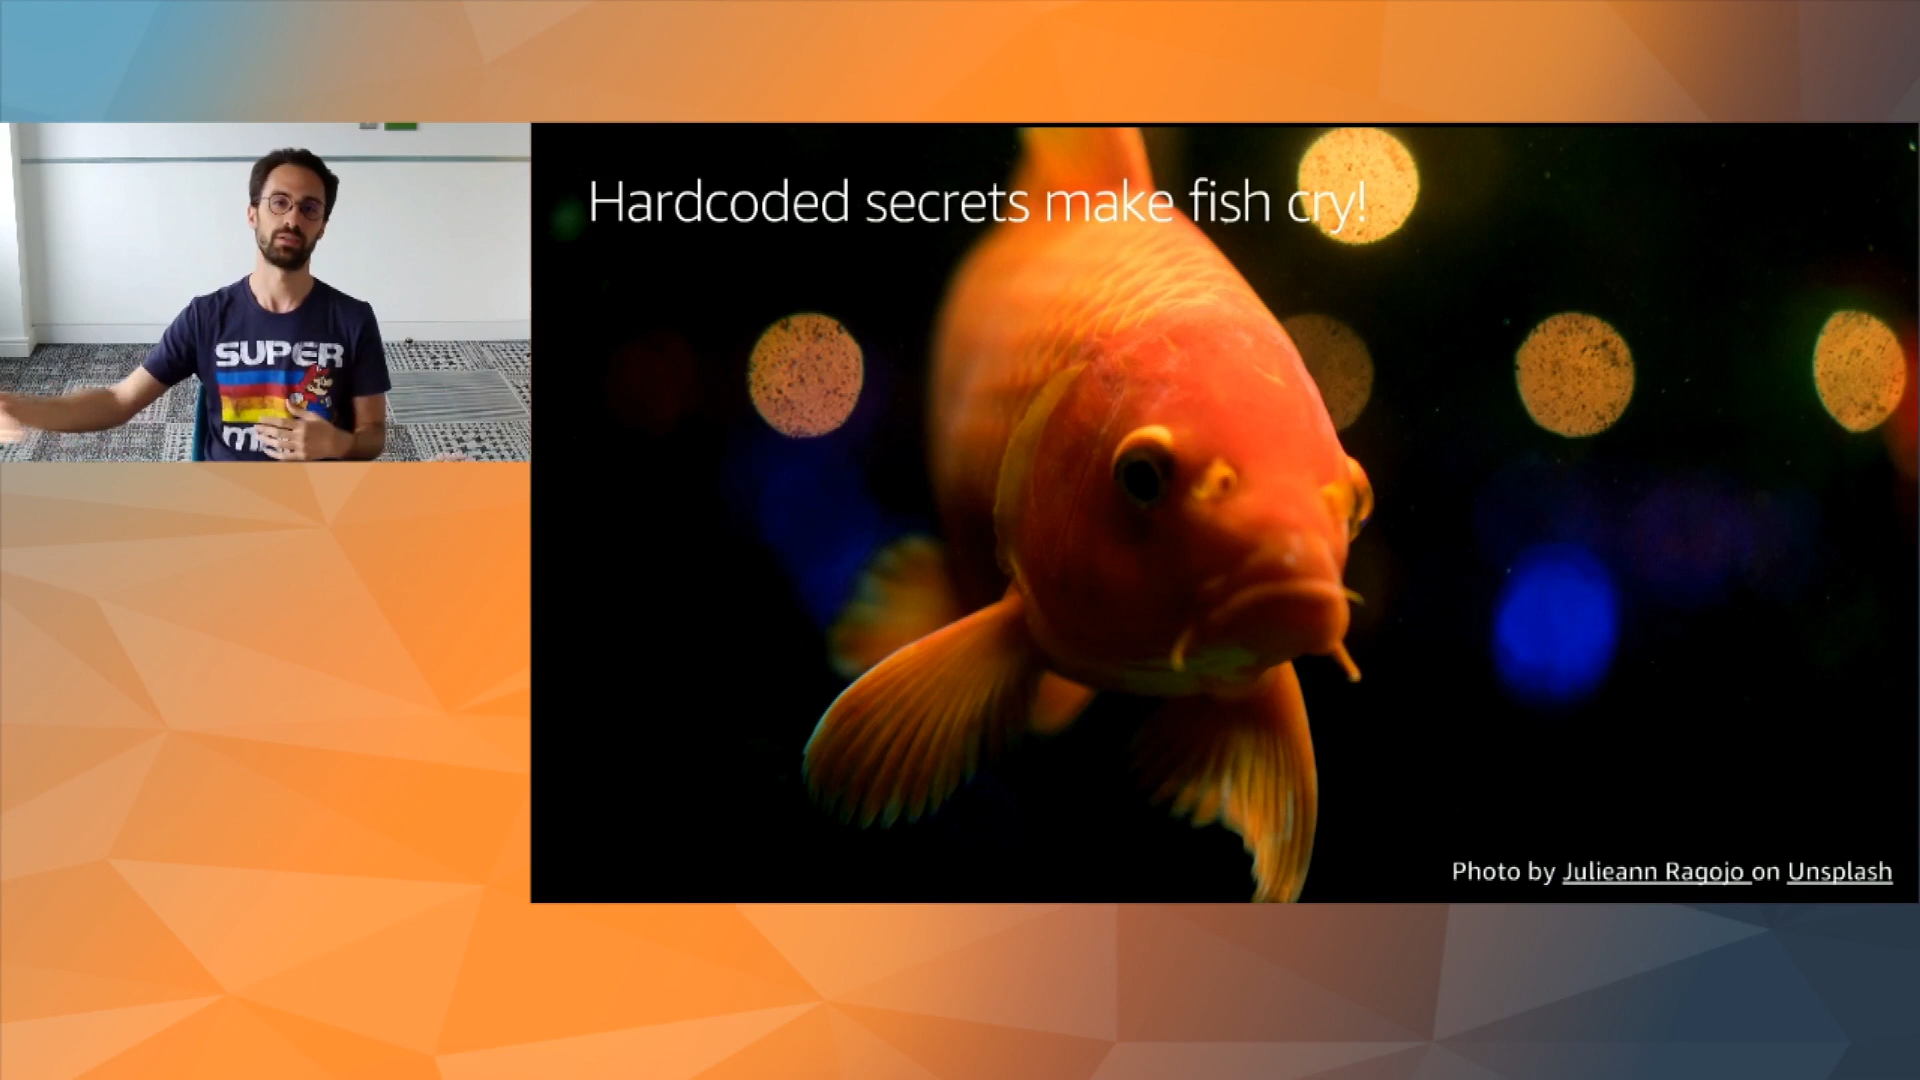 Hardcoded secrets make fish cry!
SUPER
Photo by Julieann Ragojo on Unsplash